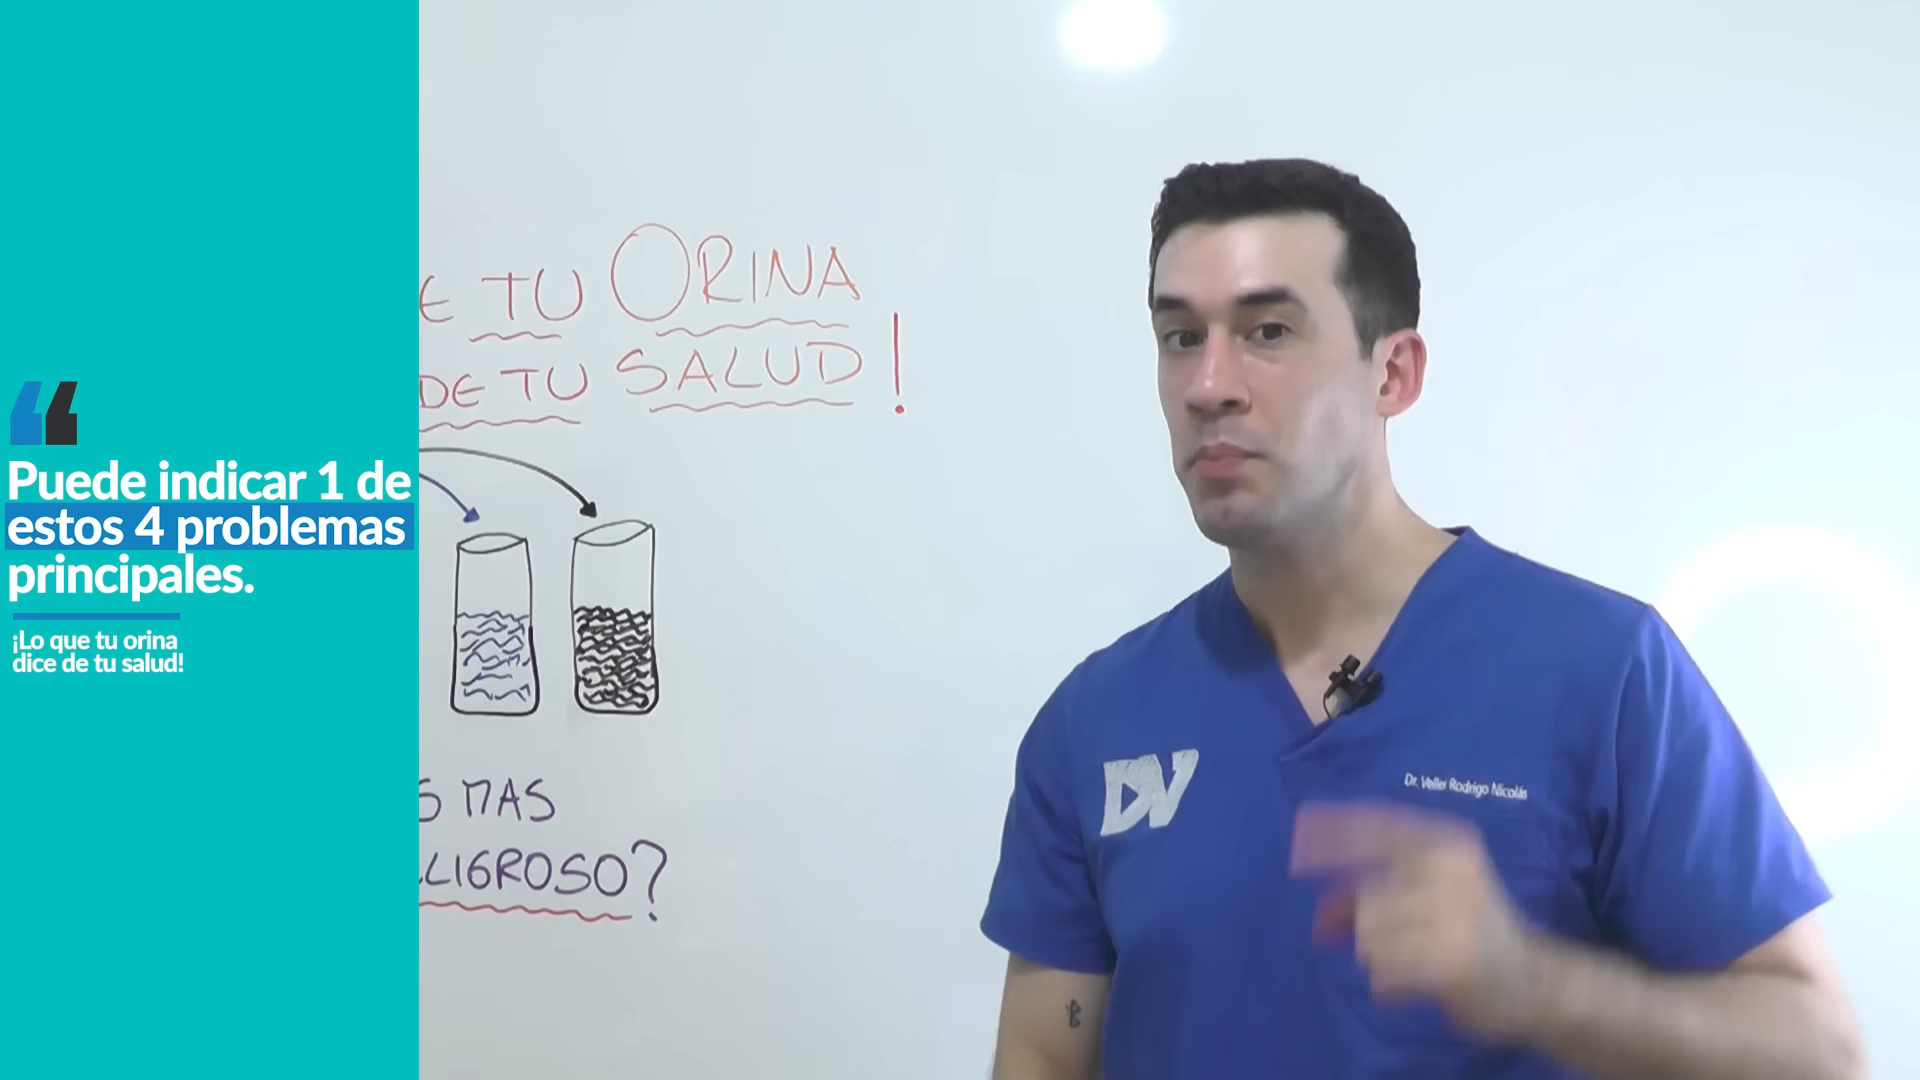 Puede indicar 1 de
estos 4 problemas
principales.
¡Lo que tu orina
dice de tu salud!
E TU ORINA
DE TU SALUD!
S MAS
LIGROSO?
DV
Dr. Veller Rodrigo Nicolás